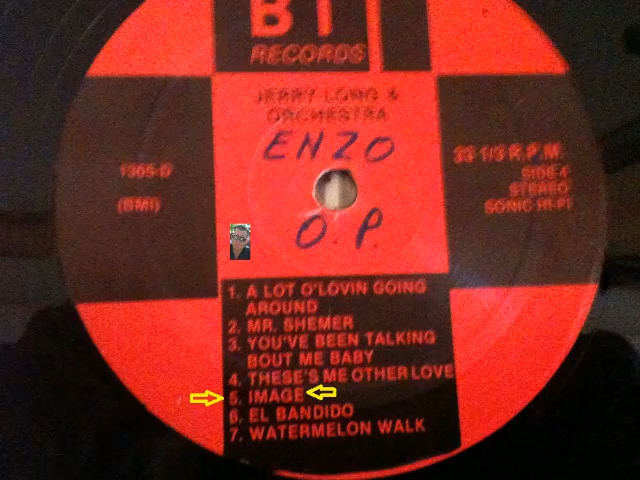 BT
RECORDS
JERRY LONG &
ORCHESTRA
ENZO
O.P.
1305-D
(BMI)
33 1/3 R.P.M.
SIDE 4
STEREO
SONIC HI-FI
1. A LOT O'LOVIN GOING
AROUND
2. MR. SHEMER
3. YOU'VE BEEN TALKING
BOUT ME BABY
4. THESE'S ME OTHER LOVE
5. IMAGE
6. EL BANDIDO
7. WATERMELON WALK